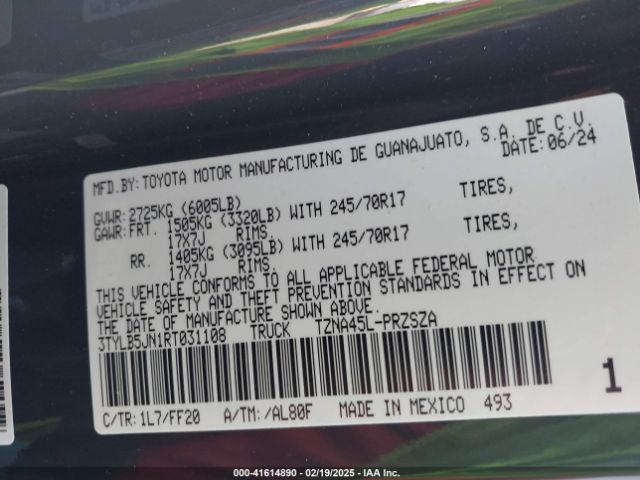 MFD.BY: TOYOTA MOTOR MANUFACTURING DE GUANAJUATO, S.A. DE C.V.
DATE: 06/24
GVWR: 2725KG (6005LB)
GAWR: FRT. 1505KG (3320LB) WITH 245/70R17 TIRES,
17X7J RIMS.
RR. 1405KG (3095LB) WITH 245/70R17 TIRES,
17X7J RIMS.
THIS VEHICLE CONFORMS TO ALL APPLICABLE FEDERAL MOTOR
VEHICLE SAFETY AND THEFT PREVENTION STANDARDS IN EFFECT ON
THE DATE OF MANUFACTURE SHOWN ABOVE.
3TYLB5JN1RT031108 TRUCK TZNA45L-PRZSZA
1
C/TR: 1L7/FF20 A/TM: /AL80F MADE IN MEXICO 493
000-41614890 - 02/19/2025 - IAA Inc.